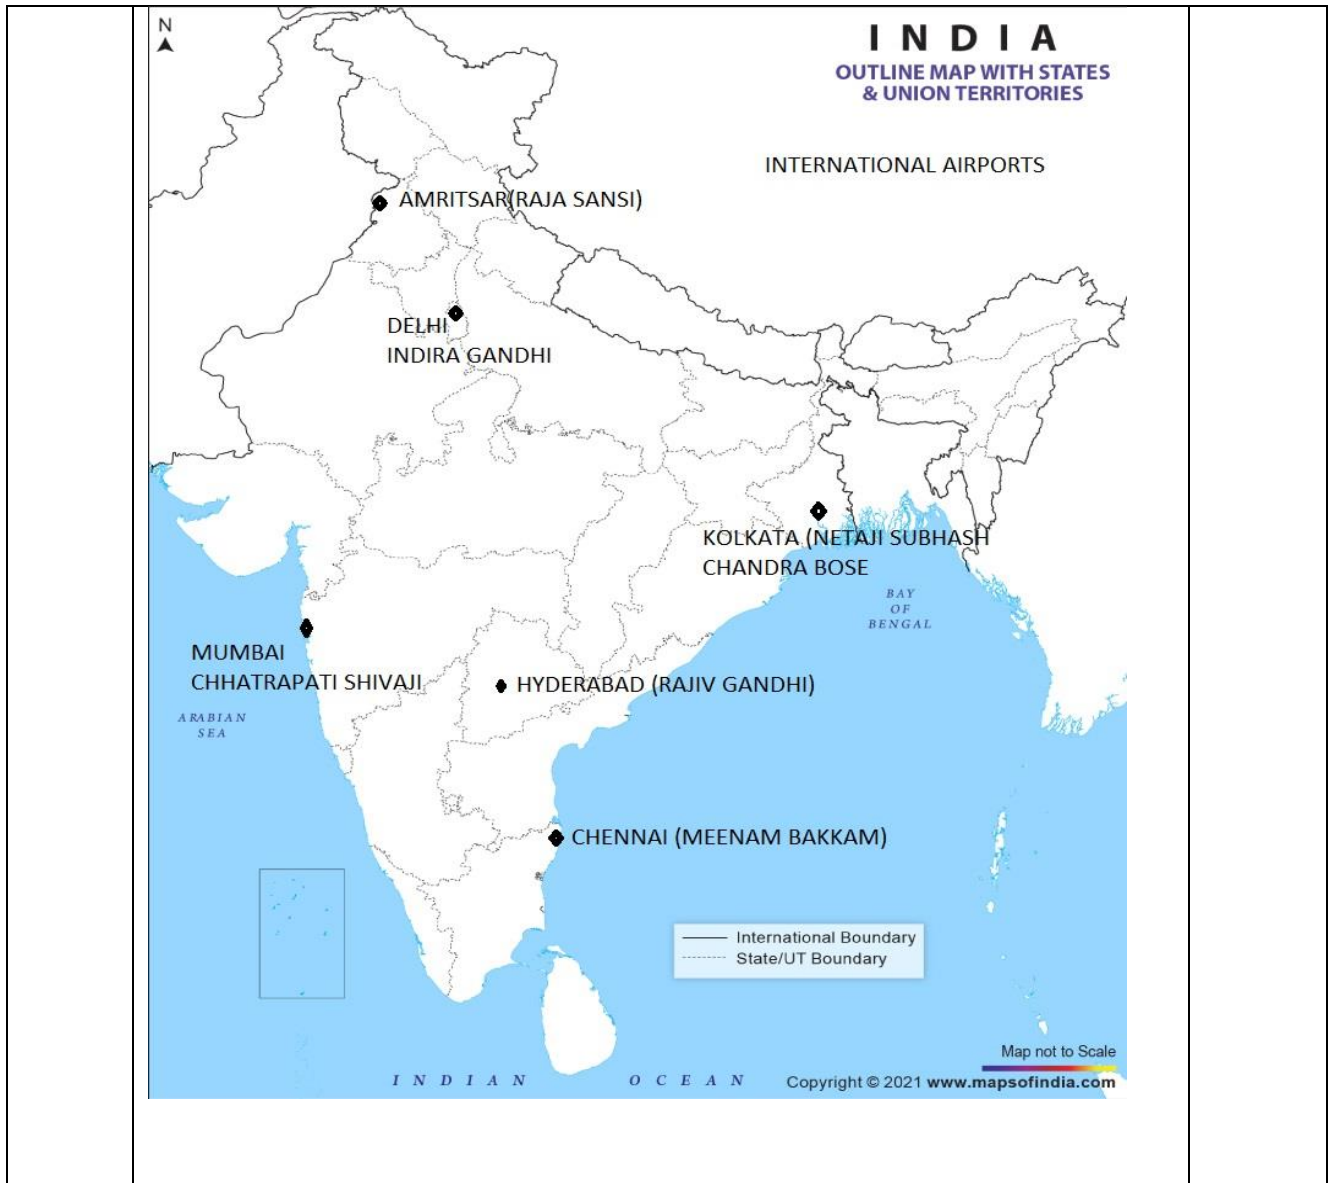 N
INDIA
OUTLINE MAP WITH STATES
& UNION TERRITORIES
INTERNATIONAL AIRPORTS
AMRITSAR(RAJA SANSI)
DELHI
INDIRA GANDHI
KOLKATA (NETAJI SUBHASH
CHANDRA BOSE
BAY
OF
BENGAL
MUMBAI
CHHATRAPATI SHIVAJI
HYDERABAD (RAJIV GANDHI)
ARABIAN
SEA
CHENNAI (MEENAM BAKKAM)
International Boundary
State/UT Boundary
Map not to Scale
INDIAN OCEAN
Copyright © 2021 www.mapsofindia.com